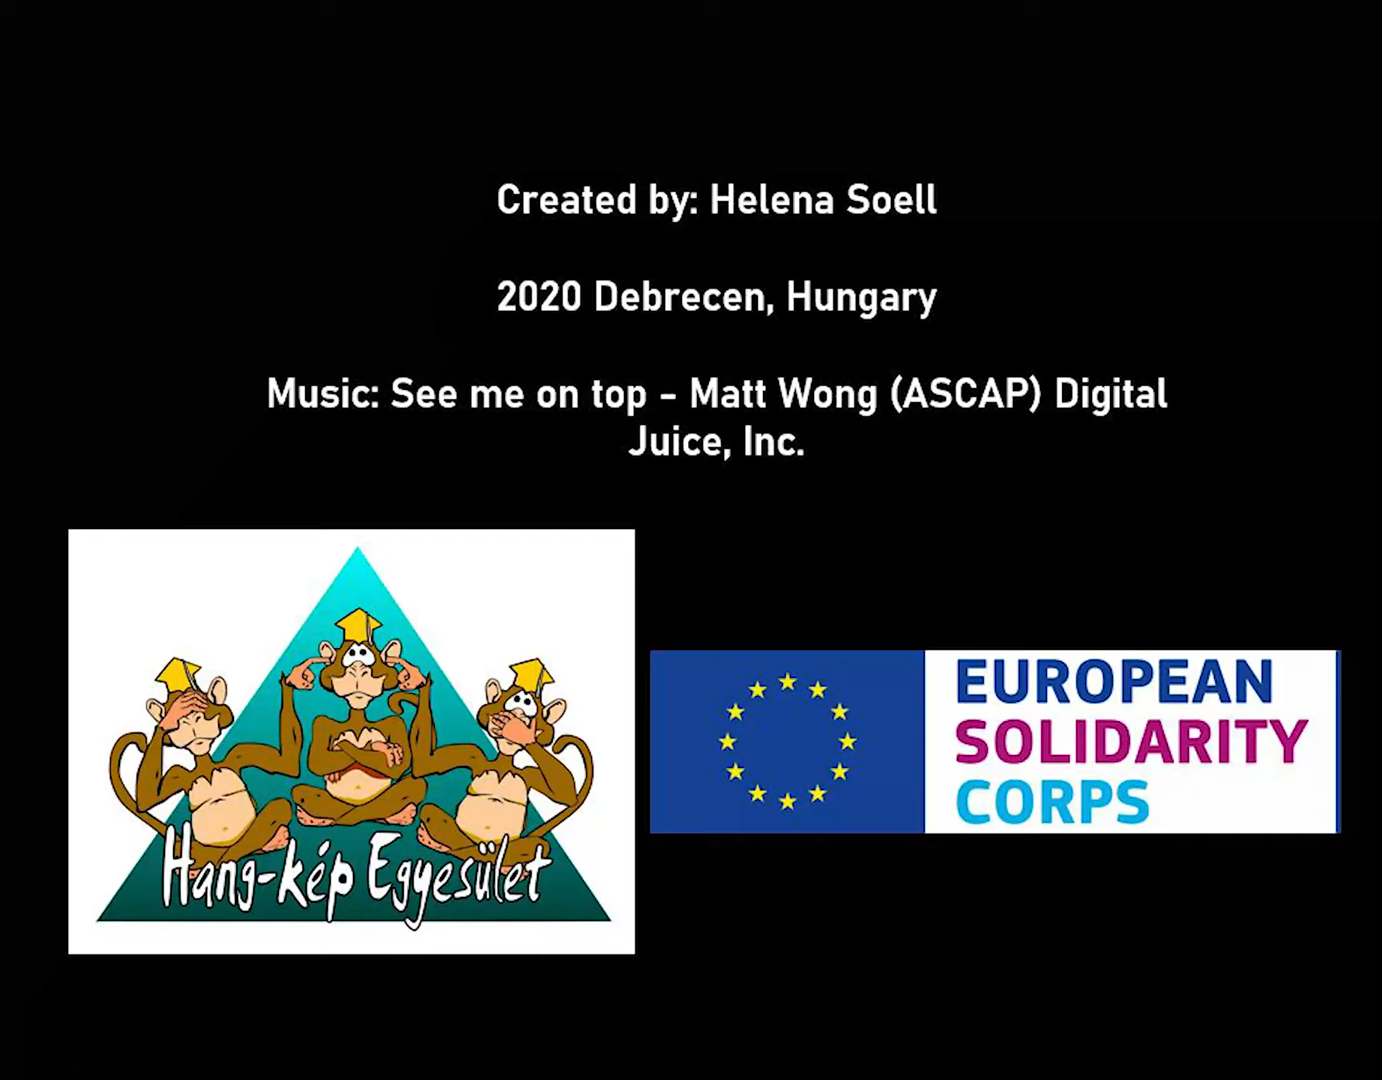 Created by: Helena Soell
2020 Debrecen, Hungary
Music: See me on top - Matt Wong (ASCAP) Digital
Juice, Inc.
Hang-kép Egyesület
EUROPEAN
SOLIDARITY
CORPS